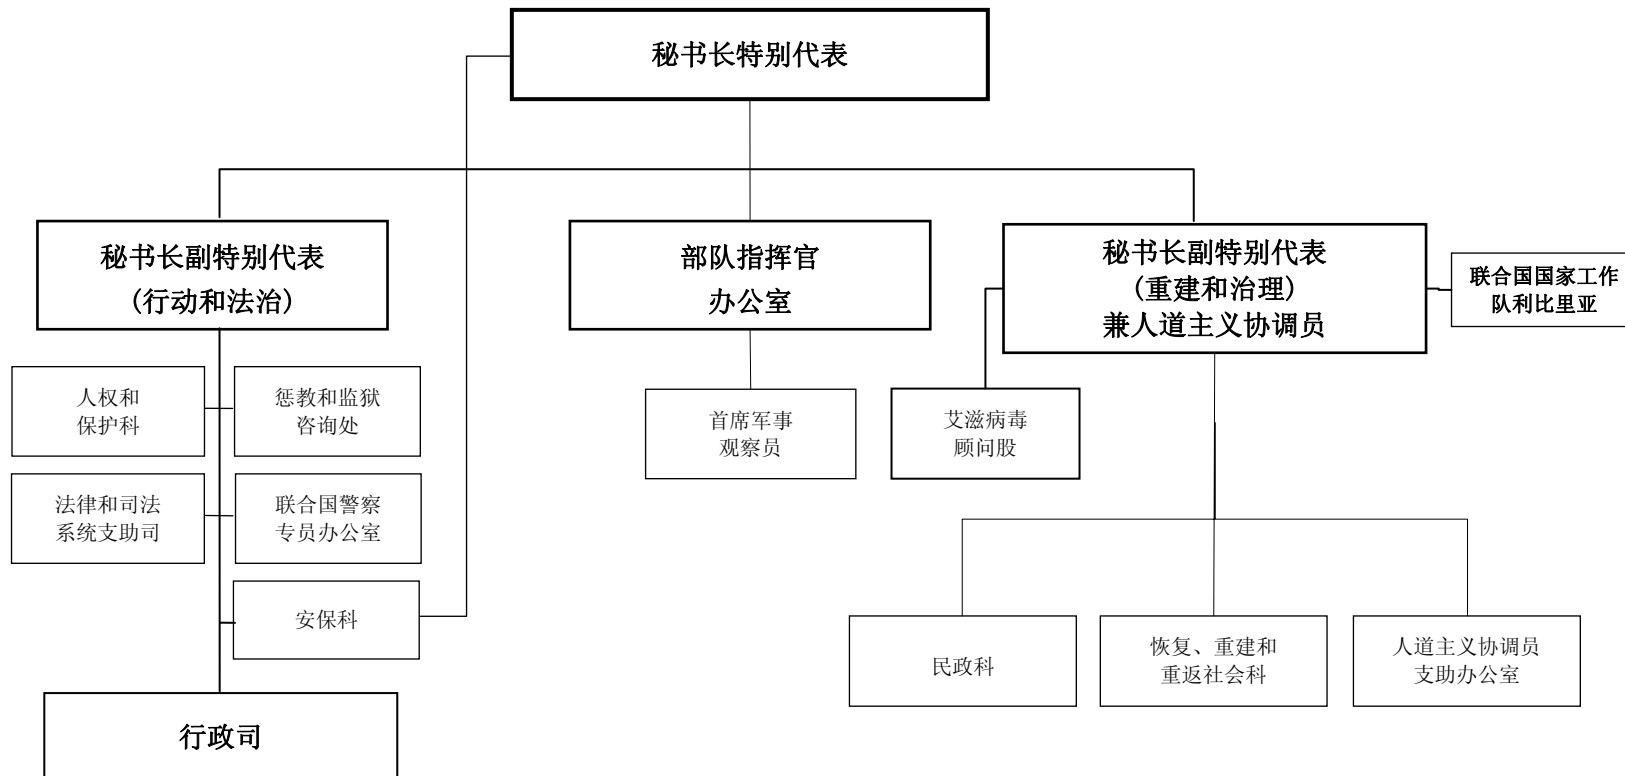 秘书长特别代表
秘书长副特别代表
(行动和法治)
部队指挥官
办公室
秘书长副特别代表
(重建和治理)
兼人道主义协调员
联合国国家工作
队利比里亚
人权和
保护科
惩教和监狱
咨询处
首席军事
观察员
艾滋病毒
顾问股
法律和司法
系统支助司
联合国警察
专员办公室
安保科
民政科
恢复、重建和
重返社会科
人道主义协调员
支助办公室
行政司